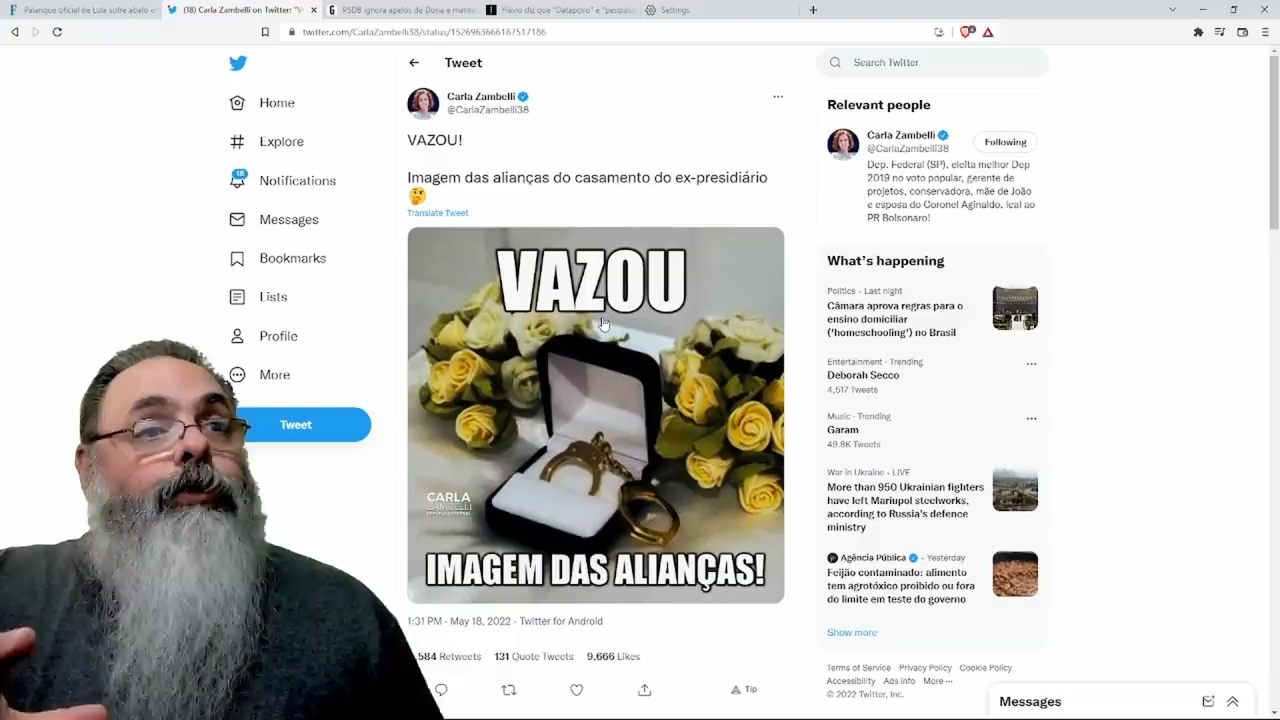 Palanque oficial de Lula sofre abalo e
(18) Carla Zambelli on Twitter: "V
PSDB ignora apelos de Doria e manté
Flávio diz que "Datapovo" e "pesquis
Settings
twitter.com/CarlaZambelli38/status/1526963666167517186
Home
Explore
18
Notifications
Messages
Bookmarks
Lists
Profile
More
Tweet
Tweet
Carla Zambelli
@CarlaZambelli38
VAZOU!
Imagem das alianças do casamento do ex-presidiário
🤔
Translate Tweet
VAZOU
CARLA
ZAMBELLI
IMAGEM DAS ALIANÇAS!
1:31 PM · May 18, 2022 · Twitter for Android
584 Retweets 131 Quote Tweets 9,666 Likes
Tip
Search Twitter
Relevant people
Carla Zambelli
@CarlaZambelli38
Following
Dep. Federal (SP), eleita melhor Dep
2019 no voto popular, gerente de
projetos, conservadora, mãe de João
e esposa do Coronel Aginaldo, leal ao
PR Bolsonaro!
What's happening
Politics · Last night
Câmara aprova regras para o
ensino domiciliar
('homeschooling') no Brasil
Entertainment · Trending
Deborah Secco
4,517 Tweets
Music · Trending
Garam
49.8K Tweets
War in Ukraine · LIVE
More than 950 Ukrainian fighters
have left Mariupol steelworks,
according to Russia's defence
ministry
Agência Pública · Yesterday
Feijão contaminado: alimento
tem agrotóxico proibido ou fora
do limite em teste do governo
Show more
Terms of Service Privacy Policy Cookie Policy
Accessibility Ads info More ···
© 2022 Twitter, Inc.
Messages